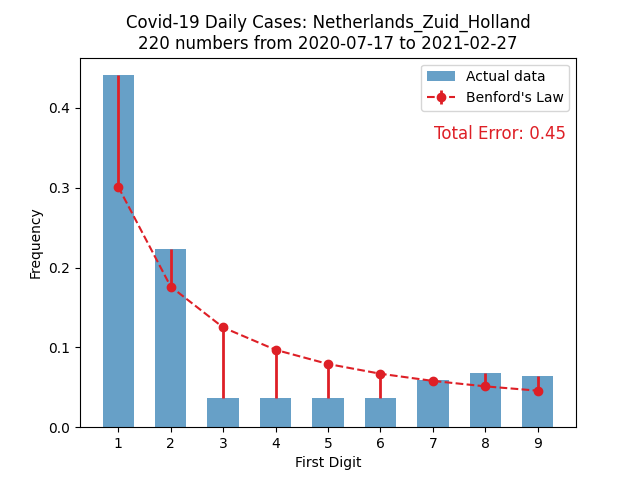 Covid-19 Daily Cases: Netherlands_Zuid_Holland
220 numbers from 2020-07-17 to 2021-02-27
Actual data
Benford's Law
Total Error: 0.45
Frequency
0.4
0.3
0.2
0.1
0.0
1 2 3 4 5 6 7 8 9
First Digit